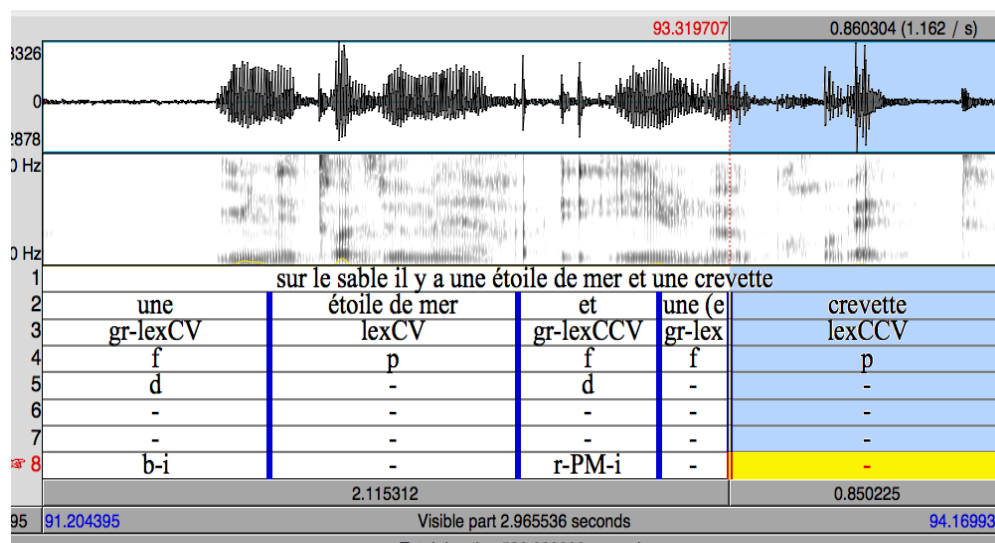 93.319707 0.860304 (1.162 / s)
3326
0
2878
0 Hz
0 Hz
1 sur le sable il y a une étoile de mer et une crevette
2 une étoile de mer et une (e crevette
3 gr-lexCV lexCV gr-lexCCV gr-lex lexCCV
4 f p f f p
5 d - d - -
6 - - - - -
7 - - - - -
8 b-i - r-PM-i - -
2.115312 0.850225
95 91.204395 Visible part 2.965536 seconds 94.16993